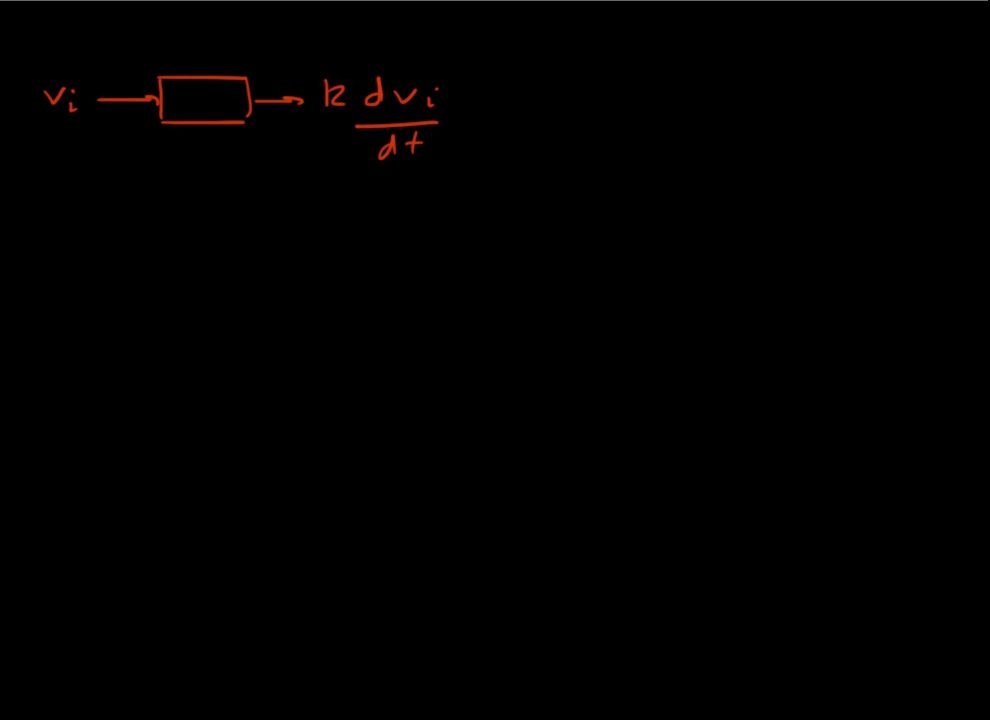 vi → □ → k dvi
dt